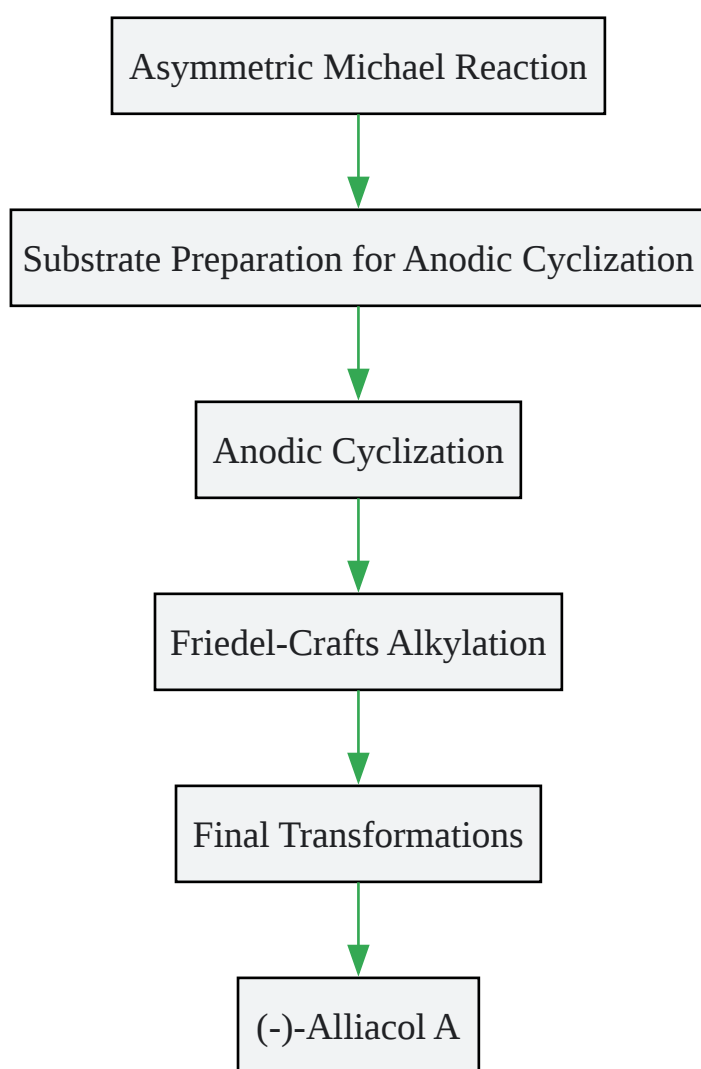 Asymmetric Michael Reaction
Substrate Preparation for Anodic Cyclization
Anodic Cyclization
Friedel-Crafts Alkylation
Final Transformations
(-)-Alliacol A